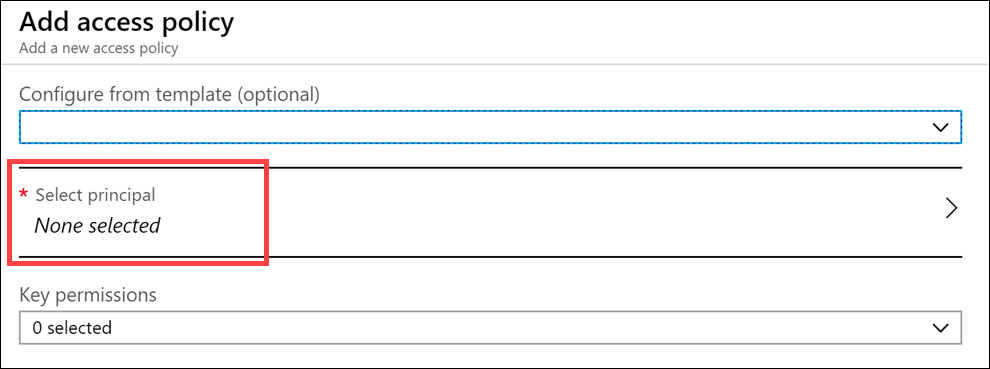 Add access policy
Add a new access policy
Configure from template (optional)
* Select principal
None selected
Key permissions
0 selected